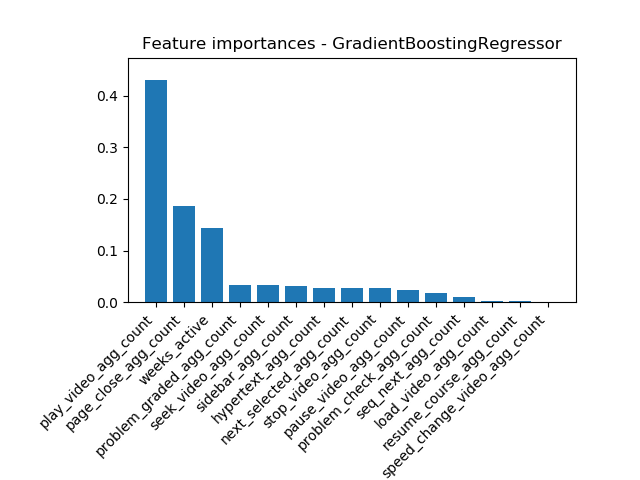 Feature importances - GradientBoostingRegressor
0.4
0.3
0.2
0.1
0.0
play_video_agg_count
page_close_agg_count
weeks_active
problem_graded_agg_count
seek_video_agg_count
sidebar_agg_count
hypertext_agg_count
next_selected_agg_count
stop_video_agg_count
pause_video_agg_count
problem_check_agg_count
seq_next_agg_count
load_video_agg_count
resume_course_agg_count
speed_change_video_agg_count